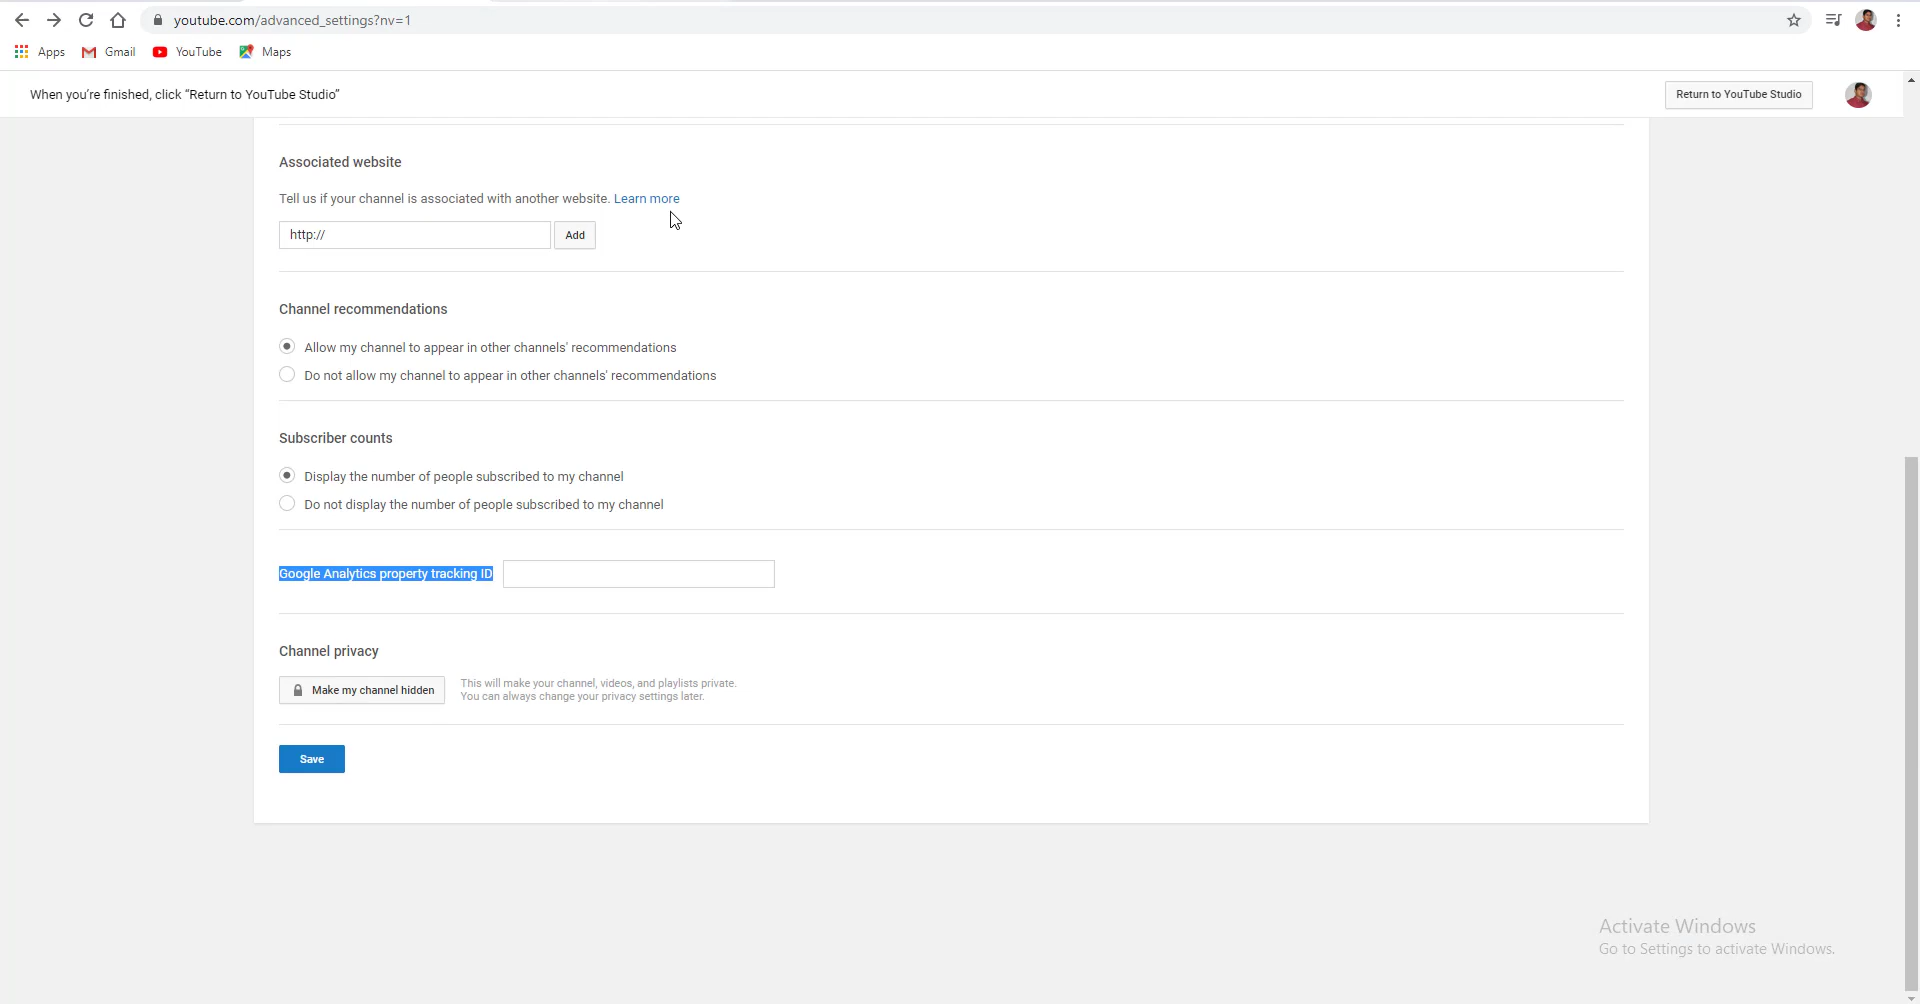 youtube.com/advanced_settings?nv=1
Apps Gmail YouTube Maps
When you're finished, click “Return to YouTube Studio” Return to YouTube Studio
Associated website
Tell us if your channel is associated with another website. Learn more
http:// Add
Channel recommendations
Allow my channel to appear in other channels' recommendations
Do not allow my channel to appear in other channels' recommendations
Subscriber counts
Display the number of people subscribed to my channel
Do not display the number of people subscribed to my channel
Google Analytics property tracking ID
Channel privacy
Make my channel hidden
This will make your channel, videos, and playlists private.
You can always change your privacy settings later.
Save
Activate Windows
Go to Settings to activate Windows.